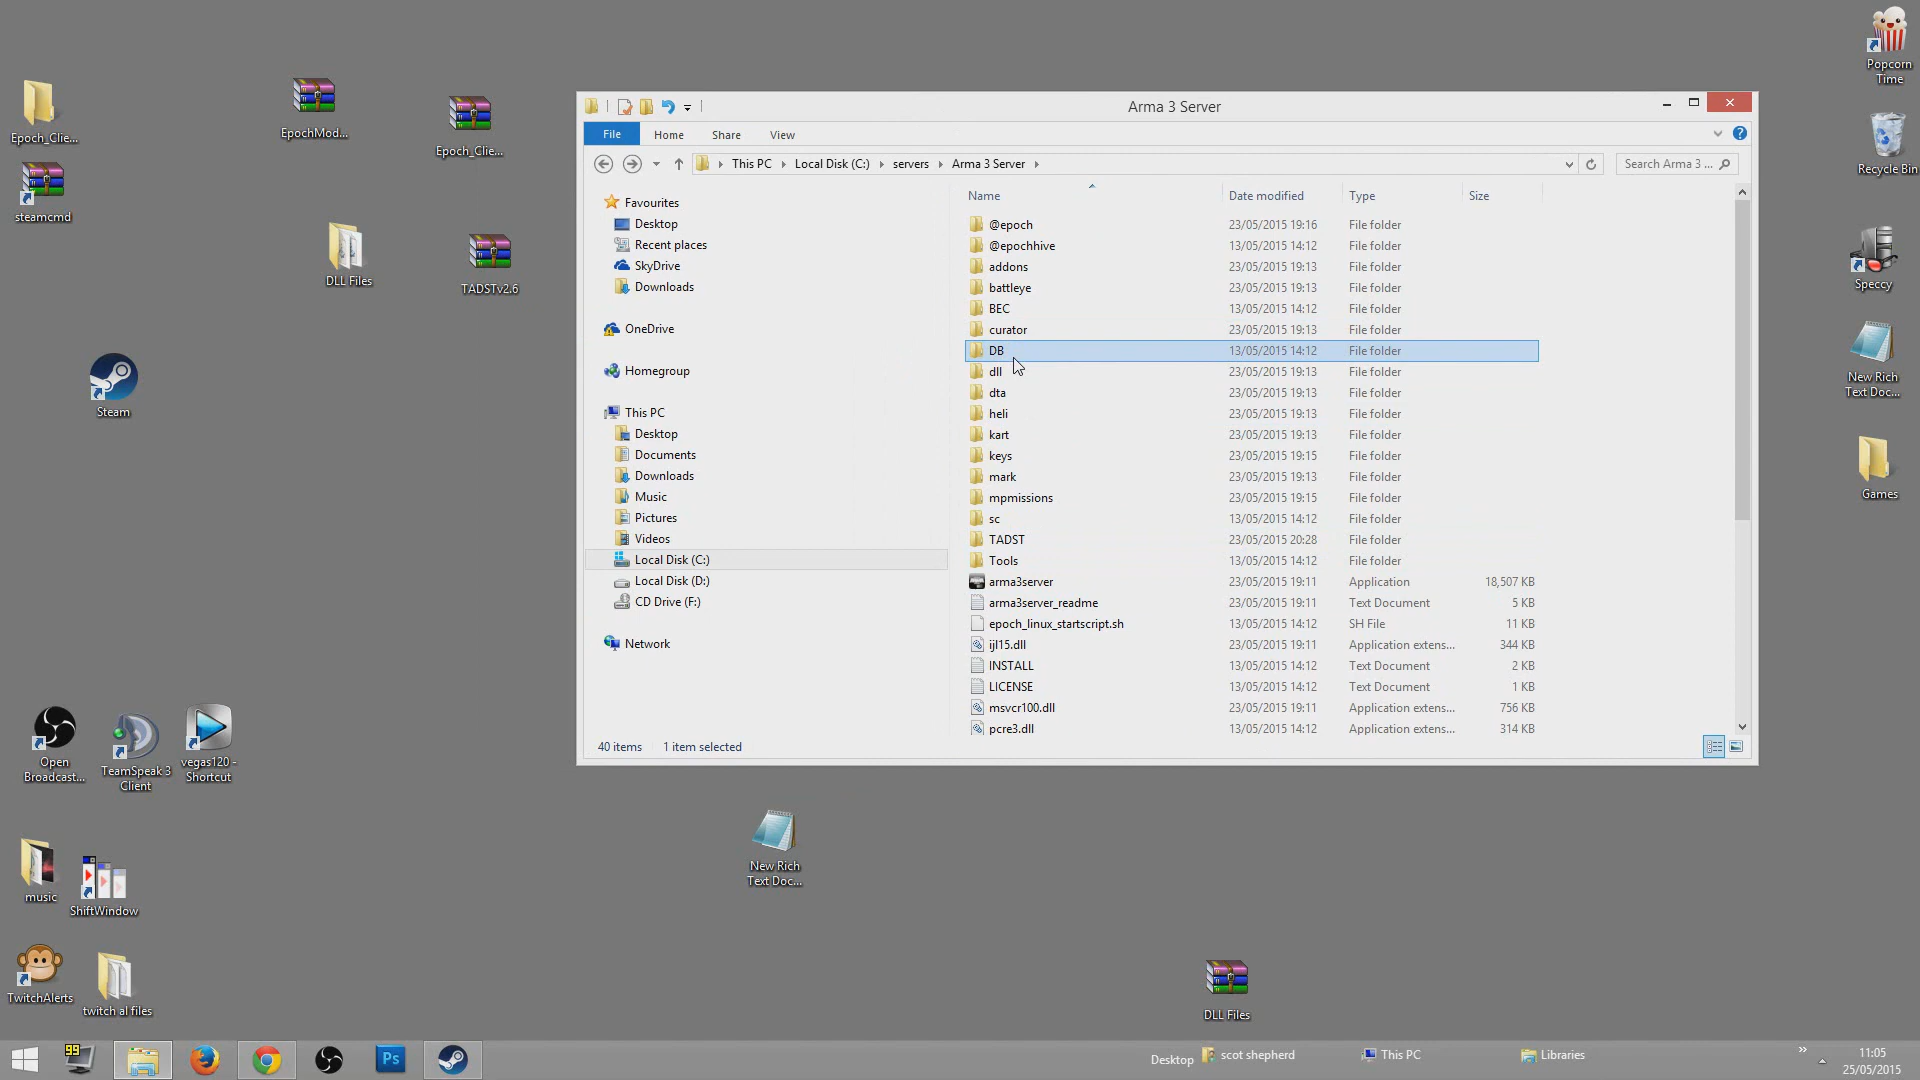 Epoch_Clie...
steamcmd
EpochMod...
Epoch_Clie...
DLL Files
TADSTv2.6
Steam
Open
Broadcast...
TeamSpeak 3
Client
vegas120 -
Shortcut
music
ShiftWindow
TwitchAlerts
twitch al files
Arma 3 Server
File
Home
Share
View
This PC
Local Disk (C:)
servers
Arma 3 Server
Search Arma 3 ...
Favourites
Desktop
Recent places
SkyDrive
Downloads
OneDrive
Homegroup
This PC
Desktop
Documents
Downloads
Music
Pictures
Videos
Local Disk (C:)
Local Disk (D:)
CD Drive (F:)
Network
Name Date modified Type Size
@epoch 23/05/2015 19:16 File folder
@epochhive 13/05/2015 14:12 File folder
addons 23/05/2015 19:13 File folder
battleye 23/05/2015 19:13 File folder
BEC 13/05/2015 14:12 File folder
curator 23/05/2015 19:13 File folder
DB 13/05/2015 14:12 File folder
dll 23/05/2015 19:13 File folder
dta 23/05/2015 19:13 File folder
heli 23/05/2015 19:13 File folder
kart 23/05/2015 19:13 File folder
keys 23/05/2015 19:15 File folder
mark 23/05/2015 19:13 File folder
mpmissions 23/05/2015 19:15 File folder
sc 13/05/2015 14:12 File folder
TADST 23/05/2015 20:28 File folder
Tools 13/05/2015 14:12 File folder
arma3server 23/05/2015 19:11 Application 18,507 KB
arma3server_readme 23/05/2015 19:11 Text Document 5 KB
epoch_linux_startscript.sh 13/05/2015 14:12 SH File 11 KB
ijl15.dll 23/05/2015 19:11 Application extens... 344 KB
INSTALL 13/05/2015 14:12 Text Document 2 KB
LICENSE 13/05/2015 14:12 Text Document 1 KB
msvcr100.dll 23/05/2015 19:11 Application extens... 756 KB
pcre3.dll 13/05/2015 14:12 Application extens... 314 KB
40 items 1 item selected
New Rich
Text Doc...
DLL Files
Popcorn
Time
Recycle Bin
Speccy
New Rich
Text Doc...
Games
99
Ps
Desktop
scot shepherd
This PC
Libraries
11:05
25/05/2015